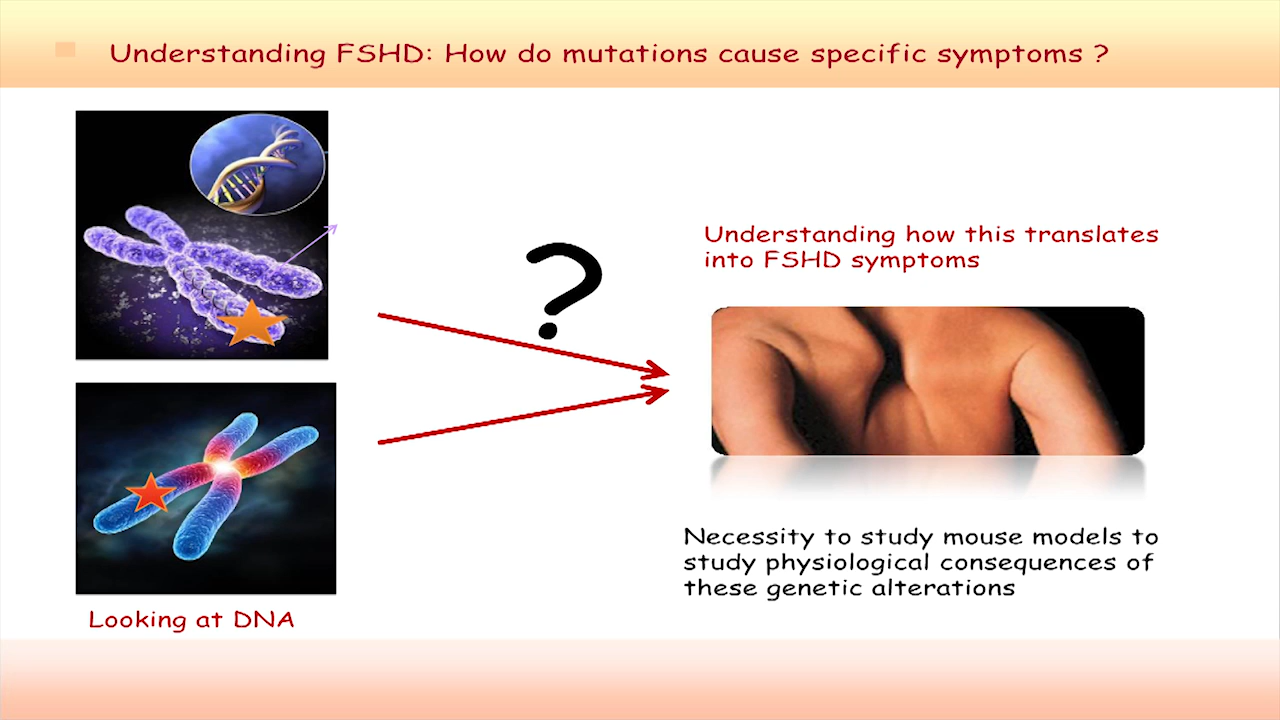 Understanding FSHD: How do mutations cause specific symptoms ?
?
Understanding how this translates
into FSHD symptoms
Necessity to study mouse models to
study physiological consequences of
these genetic alterations
Looking at DNA